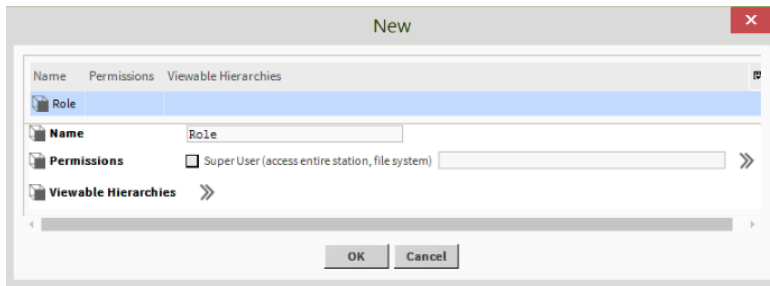 New
Name Permissions Viewable Hierarchies
Role
Name Role
Permissions Super User (access entire station, file system)
Viewable Hierarchies
OK Cancel